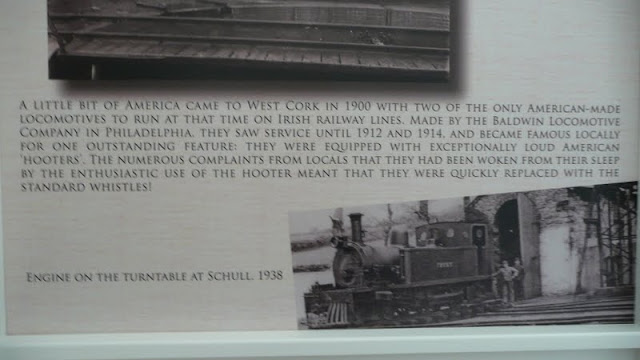 A LITTLE BIT OF AMERICA CAME TO WEST CORK IN 1900 WITH TWO OF THE ONLY AMERICAN-MADE
LOCOMOTIVES TO RUN AT THAT TIME ON IRISH RAILWAY LINES. MADE BY THE BALDWIN LOCOMOTIVE
COMPANY IN PHILADELPHIA, THEY SAW SERVICE UNTIL 1912 AND 1914, AND BECAME FAMOUS LOCALLY
FOR ONE OUTSTANDING FEATURE: THEY WERE EQUIPPED WITH EXCEPTIONALLY LOUD AMERICAN
'HOOTERS'. THE NUMEROUS COMPLAINTS FROM LOCALS THAT THEY HAD BEEN WOKEN FROM THEIR SLEEP
BY THE ENTHUSIASTIC USE OF THE HOOTER MEANT THAT THEY WERE QUICKLY REPLACED WITH THE
STANDARD WHISTLES!
ENGINE ON THE TURNTABLE AT SCHULL, 1938